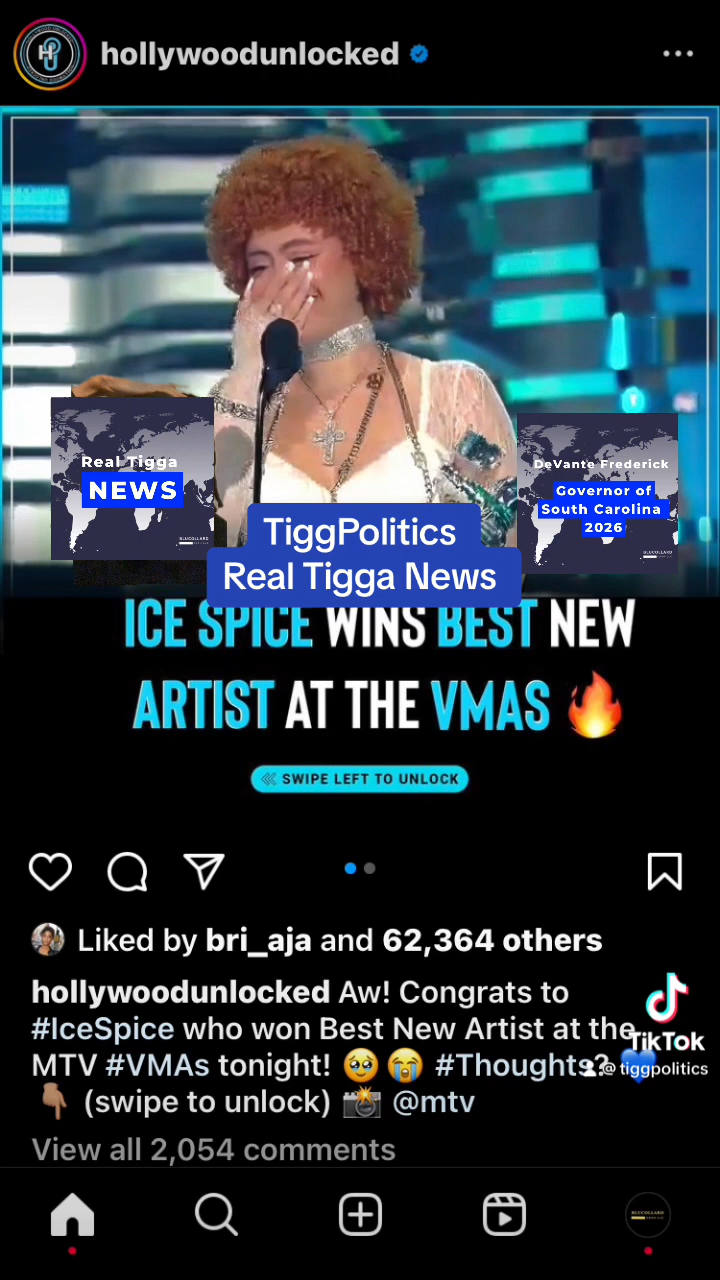 hollywoodunlocked
Real Tigga
NEWS
BLUCOLLARD
DeVante Frederick
Governor of
South Carolina
2026
BLUCOLLARD
TiggPolitics
Real Tigga News
ICE SPICE WINS BEST NEW
ARTIST AT THE VMAS 🔥
SWIPE LEFT TO UNLOCK
Liked by bri_aja and 62,364 others
hollywoodunlocked Aw! Congrats to
#IceSpice who won Best New Artist at the
MTV #VMAs tonight! 🥹😭 #Thoughts? 💙
👇🏽 (swipe to unlock) 📸 @mtv
TikTok
@tiggpolitics
View all 2,054 comments
BLUCOLLARD